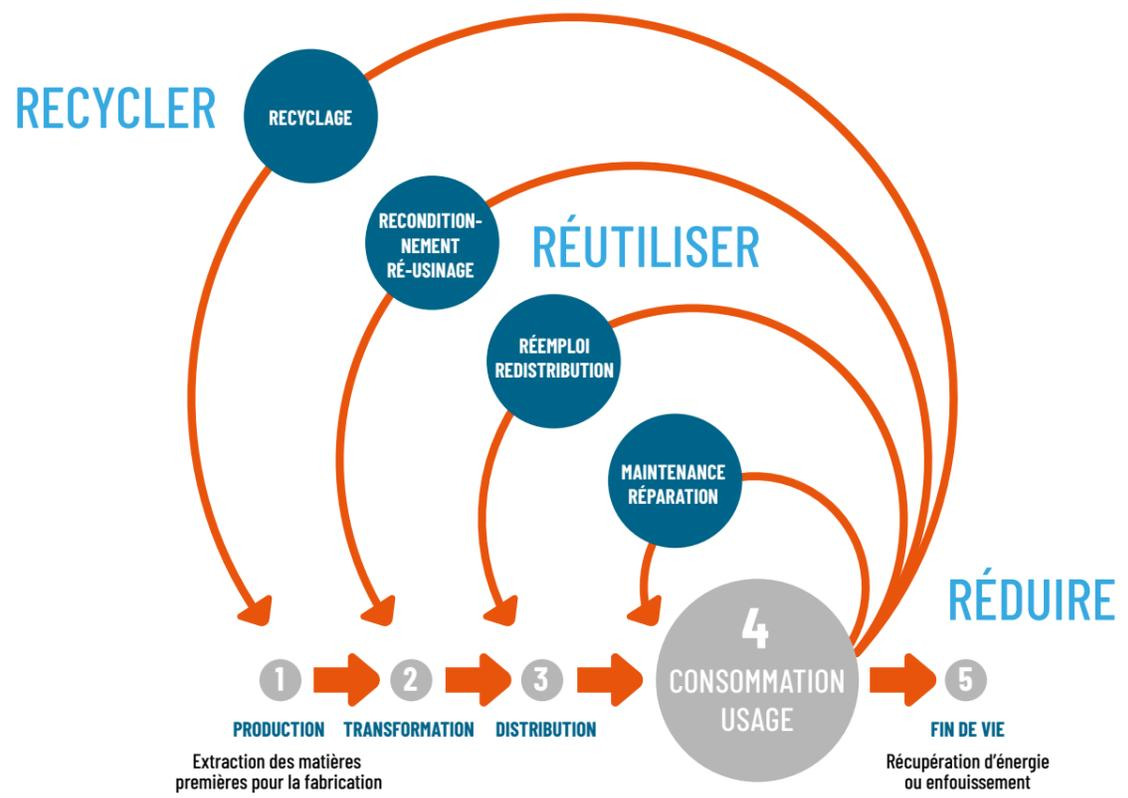 RECYCLER
RECYCLAGE
RECONDITION-
NEMENT
RÉ-USINAGE
RÉUTILISER
RÉEMPLOI
REDISTRIBUTION
MAINTENANCE
RÉPARATION
RÉDUIRE
1
PRODUCTION
Extraction des matières
premières pour la fabrication
2
TRANSFORMATION
3
DISTRIBUTION
4
CONSOMMATION
USAGE
5
FIN DE VIE
Récupération d’énergie
ou enfouissement